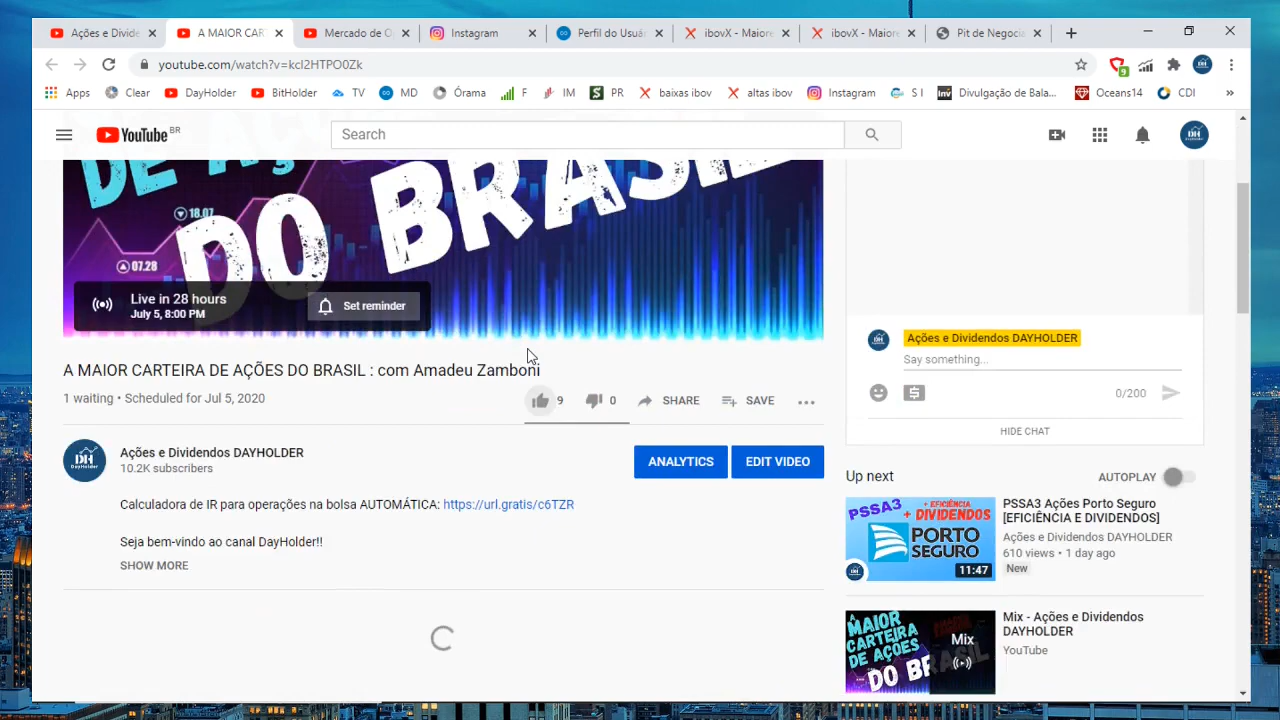 Ações e Divide
A MAIOR CART
Mercado de O
Instagram
Perfil do Usuá
ibovX - Maiore
ibovX - Maiore
Pit de Negocia
youtube.com/watch?v=kcI2HTPO0Zk
9
Apps
Clear
DayHolder
BitHolder
TV
MD
Órama
F
IM
PR
baixas ibov
altas ibov
Instagram
S I
Divulgação de Bala...
Oceans14
CDI
»
YouTube BR
Search
DE AÇÕES
DO BRASIL
18.07
07.28
Live in 28 hours
July 5, 8:00 PM
Set reminder
A MAIOR CARTEIRA DE AÇÕES DO BRASIL : com Amadeu Zamboni
1 waiting • Scheduled for Jul 5, 2020
9
0
SHARE
SAVE
...
DH
DayHolder
Ações e Dividendos DAYHOLDER
10.2K subscribers
ANALYTICS
EDIT VIDEO
Calculadora de IR para operações na bolsa AUTOMÁTICA: https://url.gratis/c6TZR
Seja bem-vindo ao canal DayHolder!!
SHOW MORE
Ações e Dividendos DAYHOLDER
Say something...
0/200
HIDE CHAT
Up next
AUTOPLAY
PSSA3 + EFICIÊNCIA
+ DIVIDENDOS
PORTO
SEGURO
11:47
PSSA3 Ações Porto Seguro
[EFICIÊNCIA E DIVIDENDOS]
Ações e Dividendos DAYHOLDER
610 views • 1 day ago
New
A MAIOR
CARTEIRA
DE AÇÕES
DO BRASIL
Mix
Mix - Ações e Dividendos
DAYHOLDER
YouTube